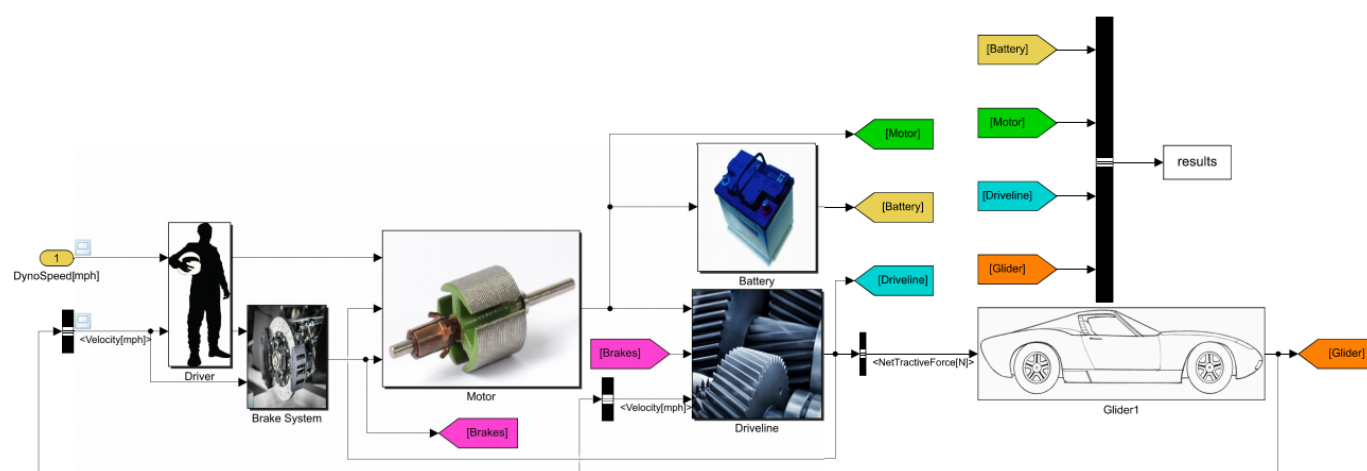 [Battery]
[Motor]
[Motor]
results
[Battery]
[Driveline]
1
DynoSpeed[mph]
[Glider]
Battery
[Driveline]
<Velocity[mph]>
[Brakes]
[Glider]
<NetTractiveForce[N]>
Driver
Motor
<Velocity[mph]>
Glider1
Brake System
Driveline
[Brakes]